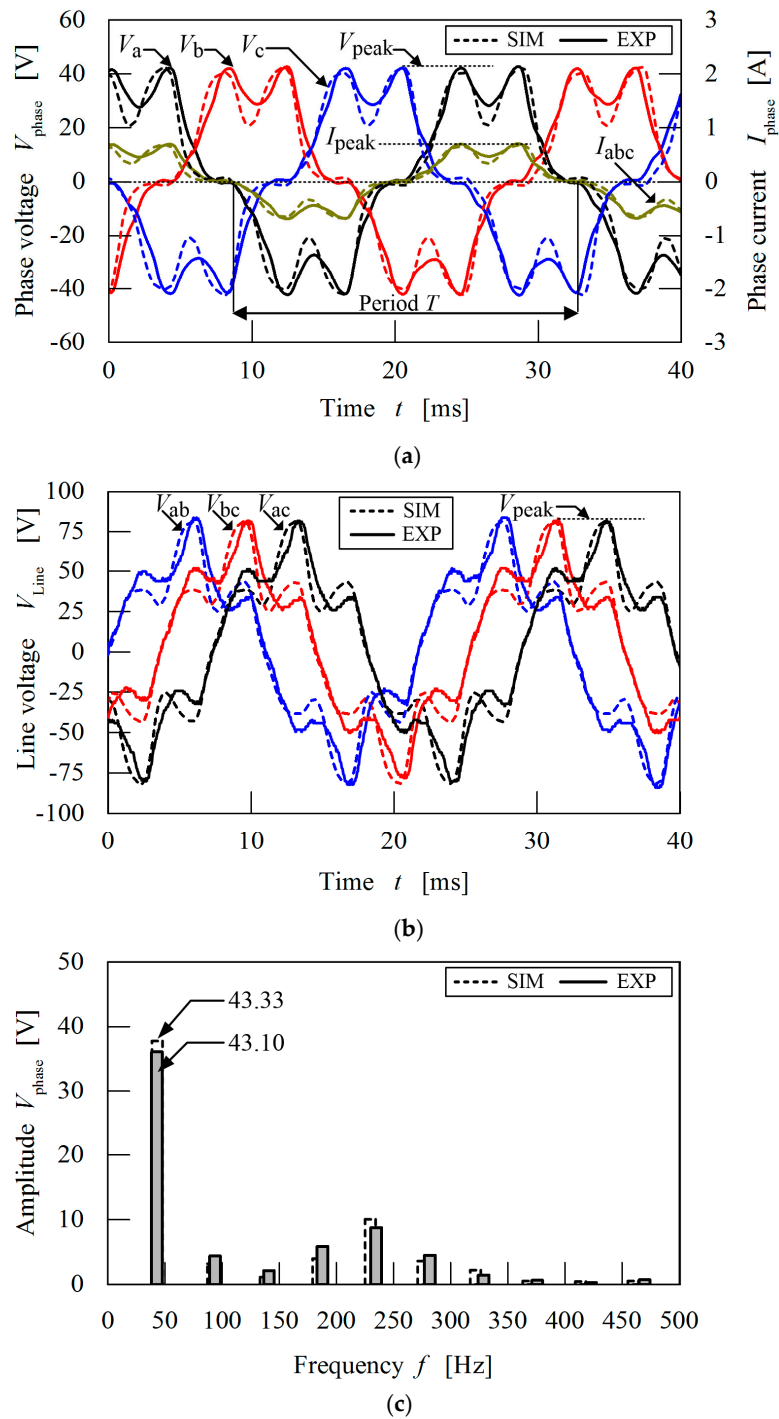 Va Vb Vc Vpeak SIM EXP
Ipeak
Iabc
Period T
Phase voltage Vphase [V]
60
40
20
0
-20
-40
-60
Phase current Iphase [A]
3
2
1
0
-1
-2
-3
0 10 20 30 40
Time t [ms]
(a)
Vab Vbc Vac Vpeak
SIM
EXP
Line voltage VLine [V]
100
75
50
25
0
-25
-50
-75
-100
0 10 20 30 40
Time t [ms]
(b)
SIM EXP
43.33
43.10
Amplitude Vphase [V]
50
40
30
20
10
0
0 50 100 150 200 250 300 350 400 450 500
Frequency f [Hz]
(c)